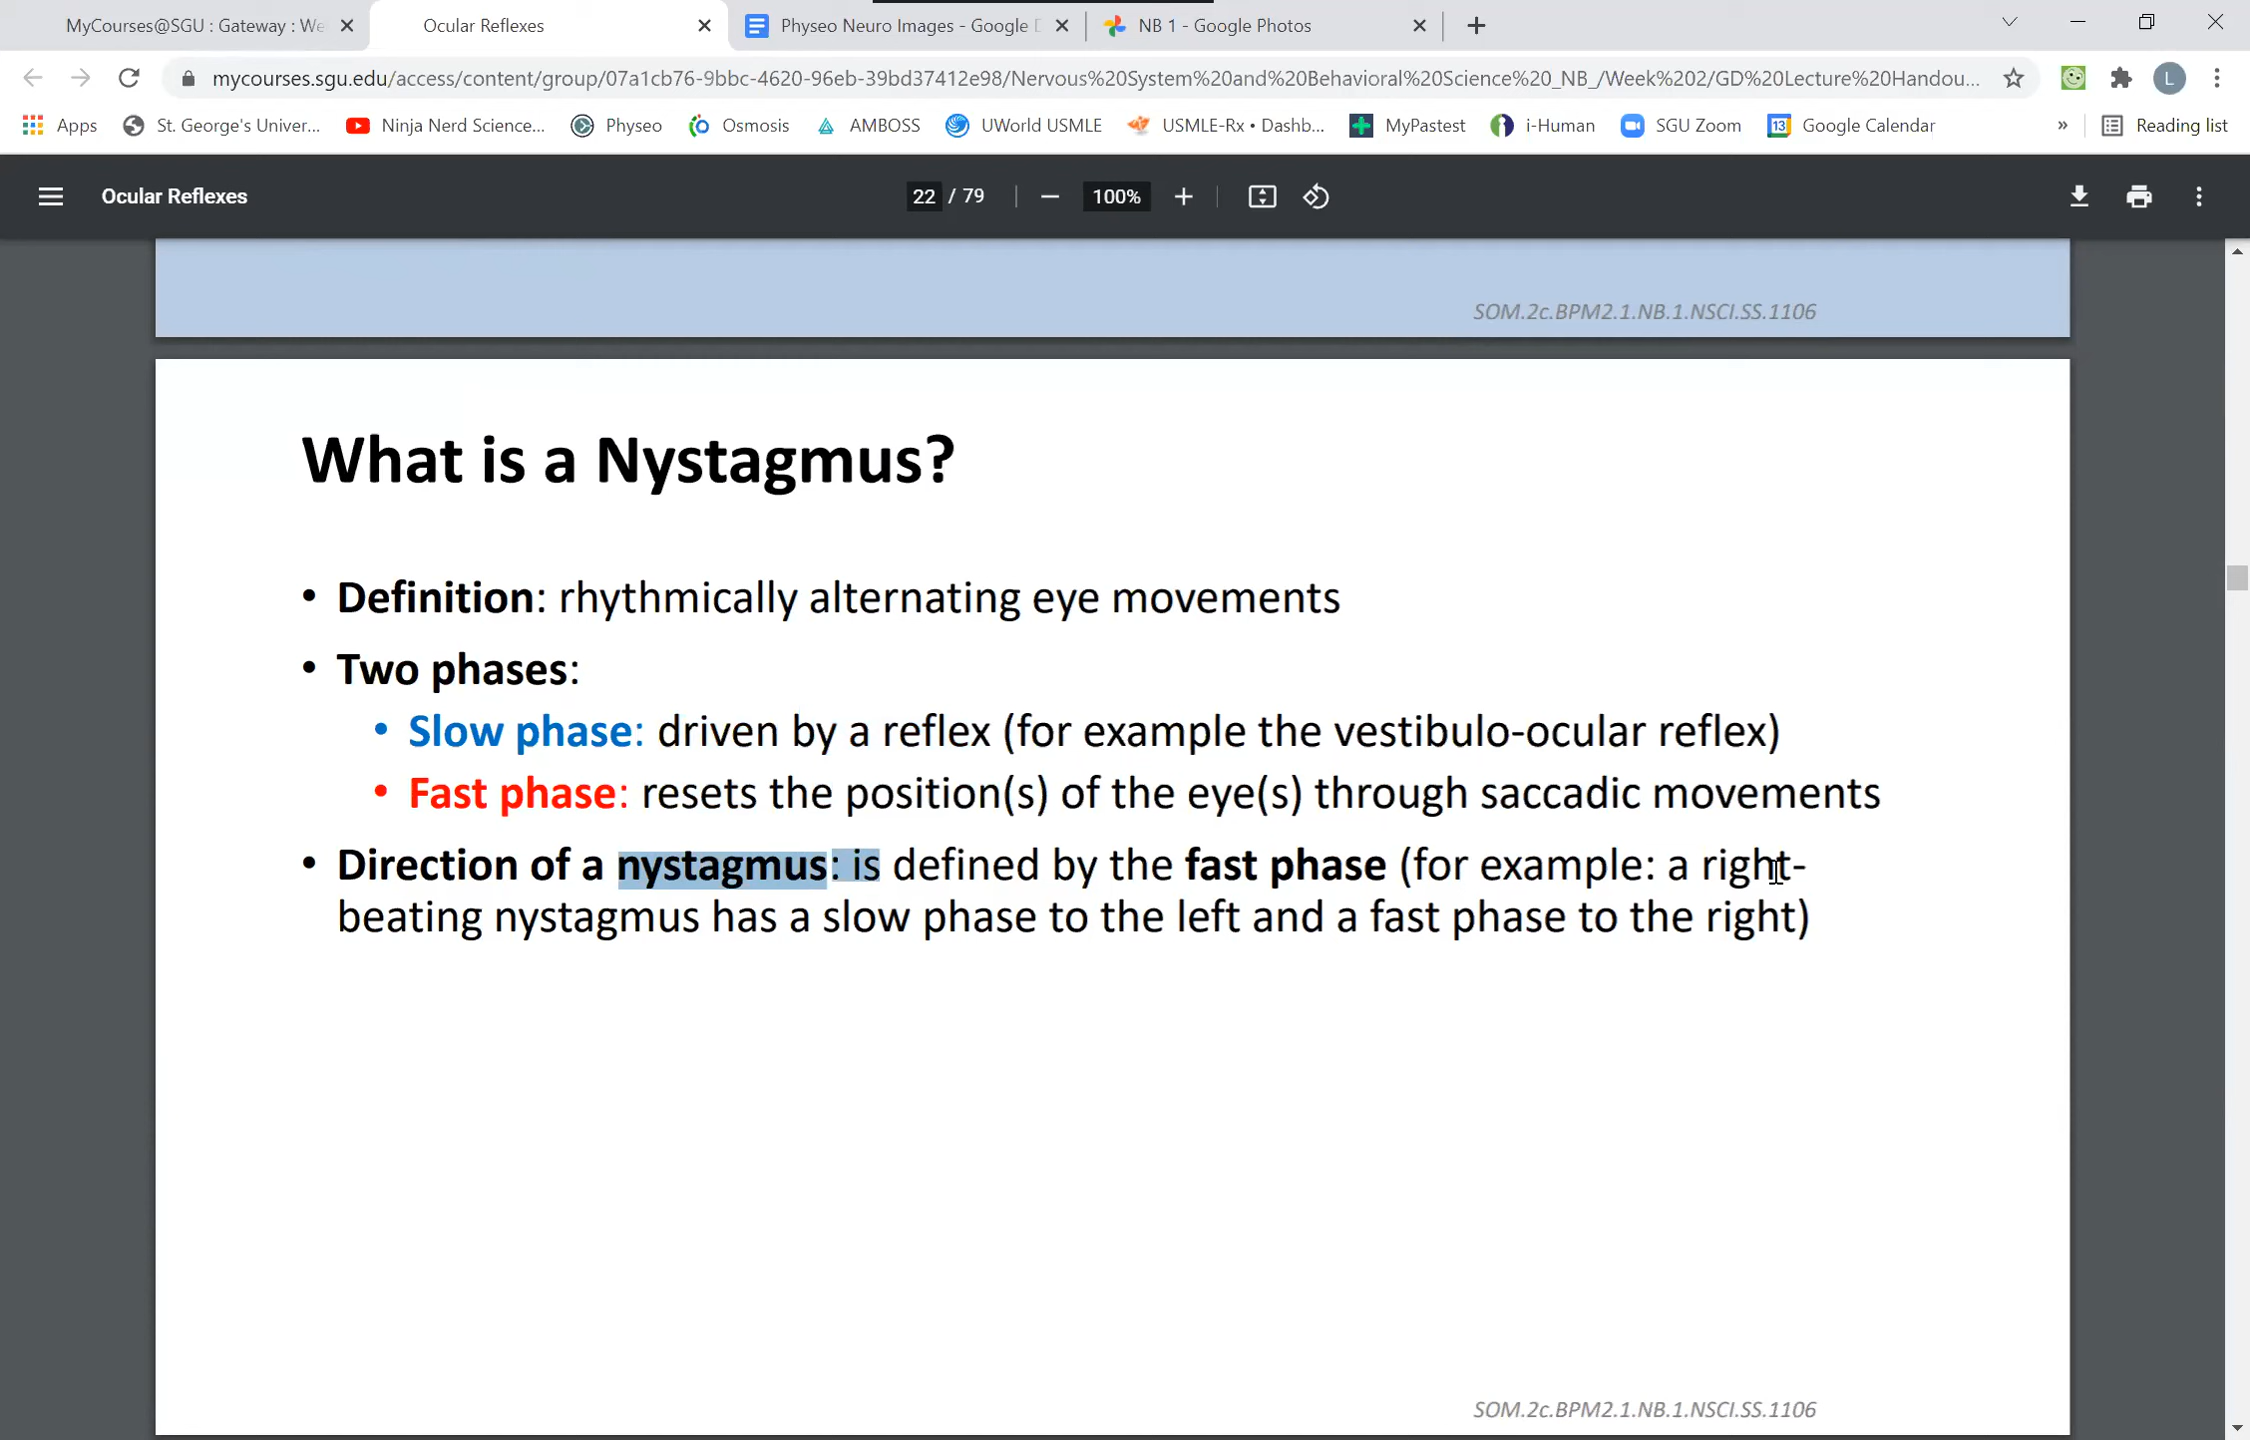 MyCourses@SGU : Gateway : We
Ocular Reflexes
Physeo Neuro Images - Google D
NB 1 - Google Photos
mycourses.sgu.edu/access/content/group/07a1cb76-9bbc-4620-96eb-39bd37412e98/Nervous%20System%20and%20Behavioral%20Science%20_NB_/Week%202/GD%20Lecture%20Handou...
L
Apps
St. George's Univer...
Ninja Nerd Science...
Physeo
Osmosis
AMBOSS
UWorld USMLE
USMLE-Rx • Dashb...
MyPastest
i-Human
SGU Zoom
13
Google Calendar
»
Reading list
Ocular Reflexes
22 / 79
100%
SOM.2c.BPM2.1.NB.1.NSCI.SS.1106
What is a Nystagmus?
• Definition: rhythmically alternating eye movements
• Two phases:
• Slow phase: driven by a reflex (for example the vestibulo-ocular reflex)
• Fast phase: resets the position(s) of the eye(s) through saccadic movements
• Direction of a nystagmus: is defined by the fast phase (for example: a right-
beating nystagmus has a slow phase to the left and a fast phase to the right)
SOM.2c.BPM2.1.NB.1.NSCI.SS.1106